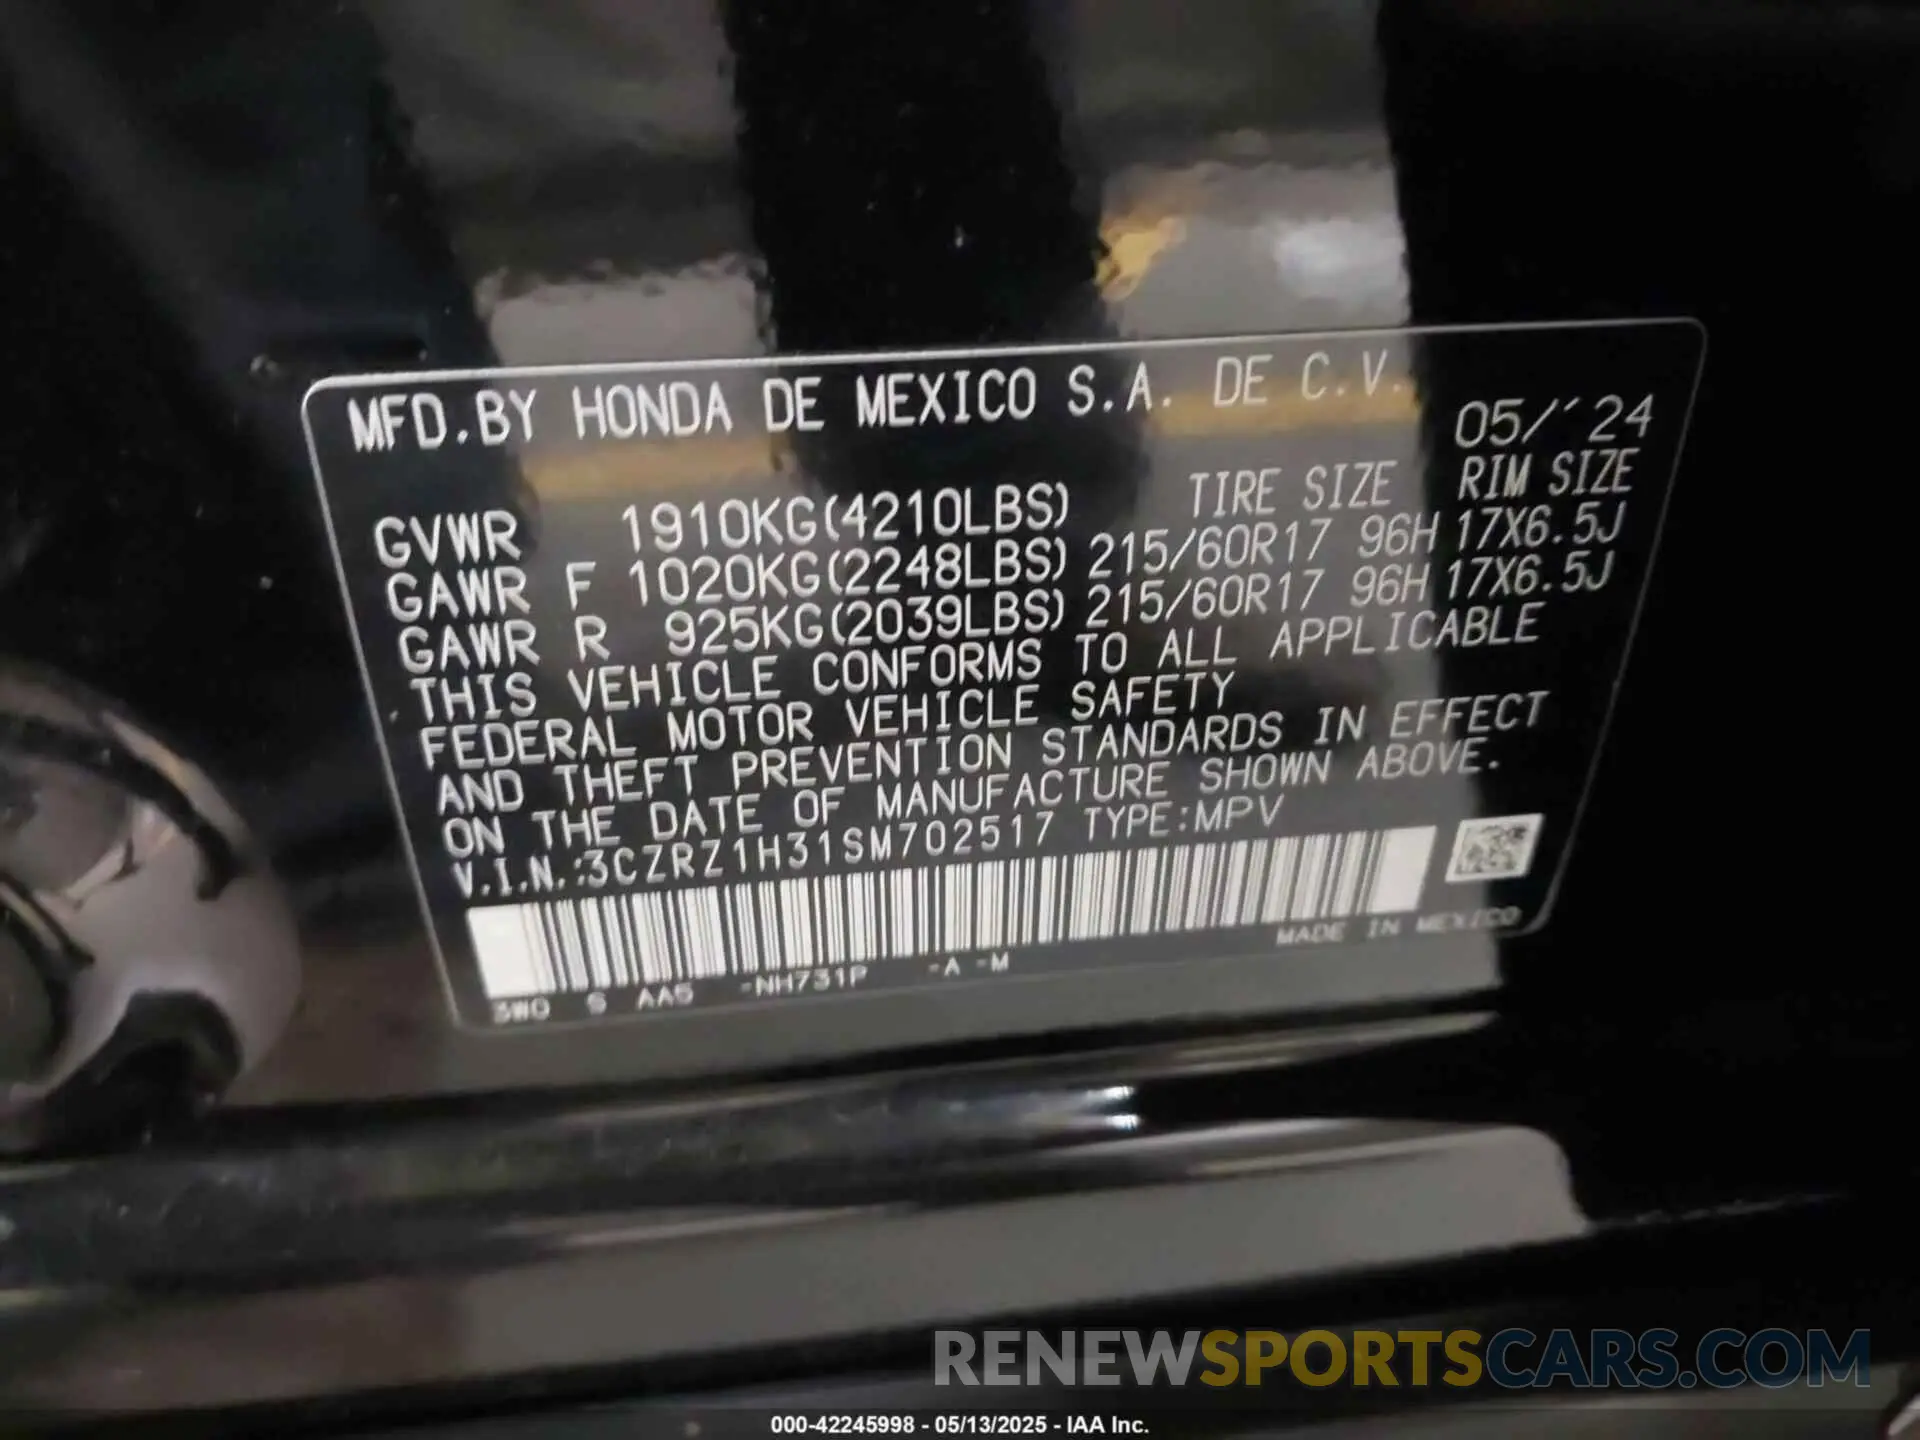 MFD.BY HONDA DE MEXICO S.A. DE C.V.
05/´24
TIRE SIZE RIM SIZE
GVWR 1910KG(4210LBS)
GAWR F 1020KG(2248LBS) 215/60R17 96H 17X6.5J
GAWR R 925KG(2039LBS) 215/60R17 96H 17X6.5J
THIS VEHICLE CONFORMS TO ALL APPLICABLE
FEDERAL MOTOR VEHICLE SAFETY
AND THEFT PREVENTION STANDARDS IN EFFECT
ON THE DATE OF MANUFACTURE SHOWN ABOVE.
V.I.N.:3CZRZ1H31SM702517 TYPE:MPV
MADE IN MEXICO
3W0 S AA5 -NH731P -A -M
RENEWSPORTSCARS.COM
000-42245998 - 05/13/2025 - IAA Inc.